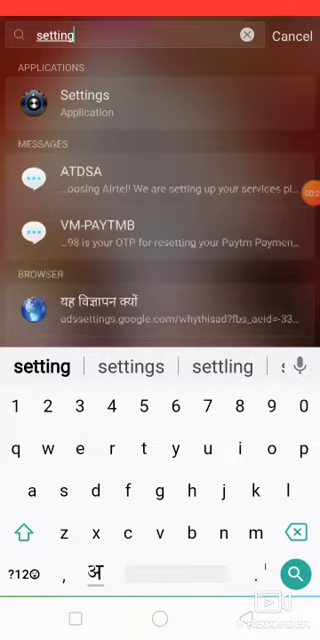 setting
Cancel
APPLICATIONS
Settings
Application
MESSAGES
ATDSA
...oosing Airtel! We are setting up your services pl...
VM-PAYTMB
...98 is your OTP for resetting your Paytm Paymen...
BROWSER
यह विज्ञापन क्यों
adssettings.google.com/whythisad?fbs_aeid=-33...
setting settings settling
1 2 3 4 5 6 7 8 9 0
q w e r t y u i o p
a s d f g h j k l
z x c v b n m
?12 , अ .
RECORDER